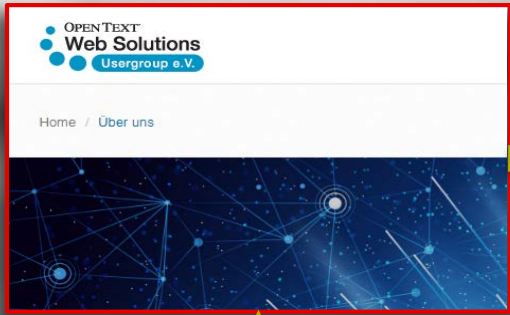 OPEN TEXT
Web Solutions
Usergroup e.V.
Home / Über uns